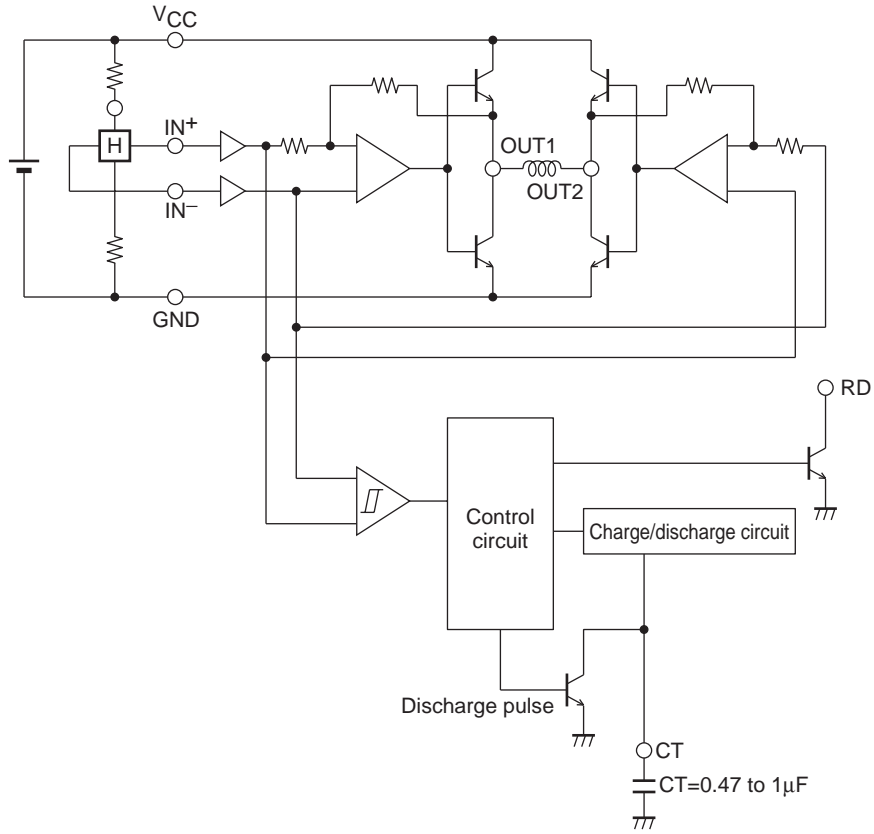 VCC
IN+
H
OUT1
OUT2
IN−
GND
RD
Control
circuit
Charge/discharge circuit
Discharge pulse
CT
CT=0.47 to 1μF